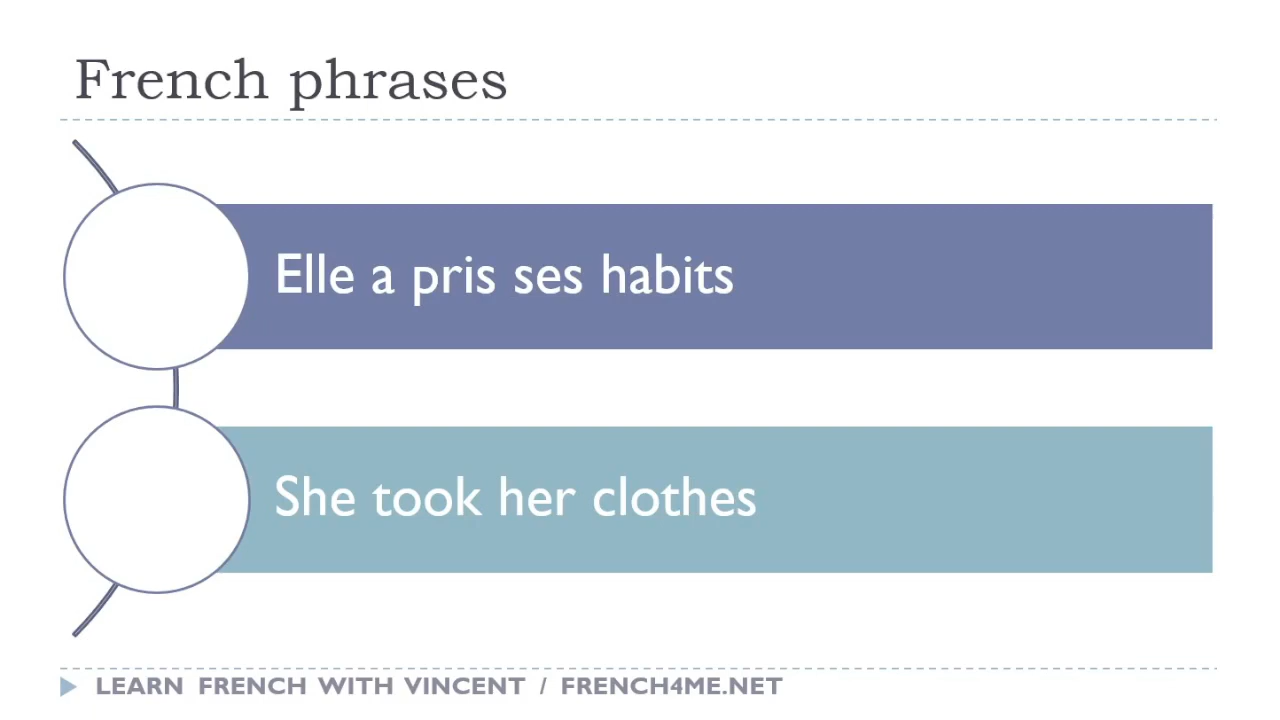 French phrases
Elle a pris ses habits
She took her clothes
LEARN FRENCH WITH VINCENT / FRENCH4ME.NET